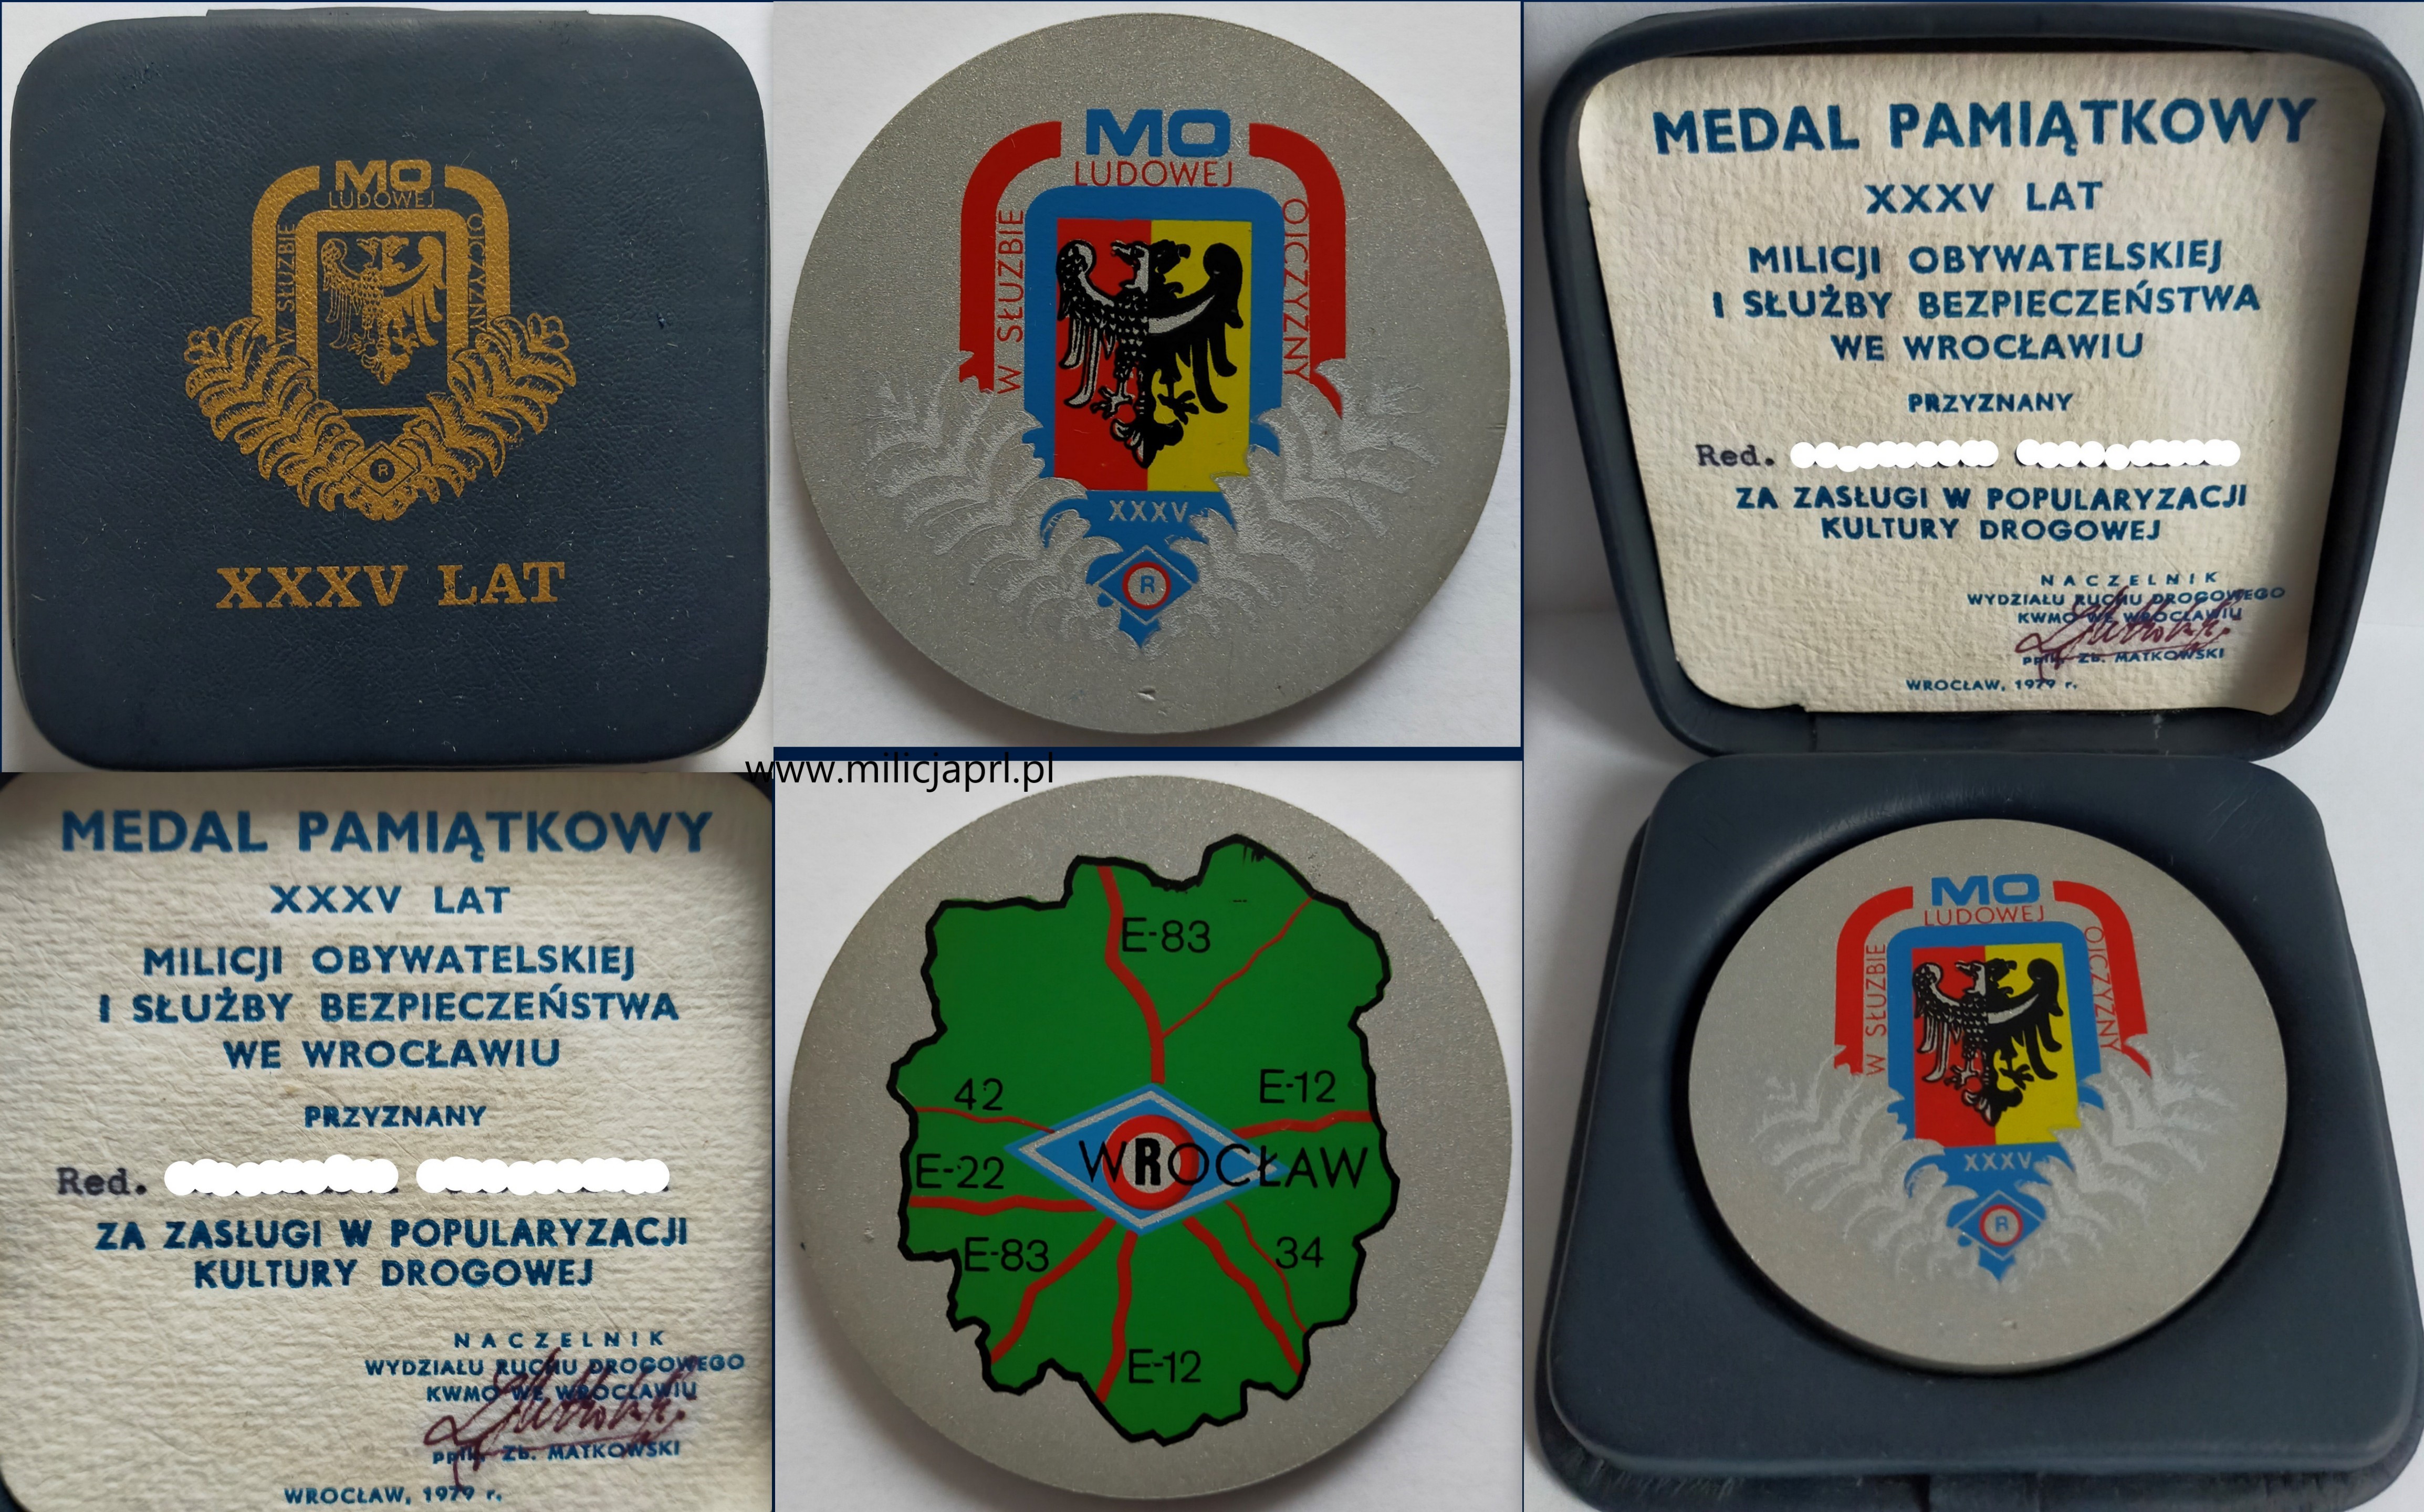 MO
LUDOWEJ
W SŁUŻBIE
OJCZYZNY
R
XXXV LAT
MO
LUDOWEJ
W SŁUŻBIE
OJCZYZNY
XXXV
R
MEDAL PAMIĄTKOWY
XXXV LAT
MILICJI OBYWATELSKIEJ
I SŁUŻBY BEZPIECZEŃSTWA
WE WROCŁAWIU
PRZYZNANY
Red.
ZA ZASŁUGI W POPULARYZACJI
KULTURY DROGOWEJ
NACZELNIK
WYDZIAŁU RUCHU DROGOWEGO
KWMO WE WROCŁAWIU
ppłk. Zb. MATKOWSKI
WROCŁAW, 1979 r.
www.milicjaprl.pl
MEDAL PAMIĄTKOWY
XXXV LAT
MILICJI OBYWATELSKIEJ
I SŁUŻBY BEZPIECZEŃSTWA
WE WROCŁAWIU
PRZYZNANY
Red.
ZA ZASŁUGI W POPULARYZACJI
KULTURY DROGOWEJ
NACZELNIK
WYDZIAŁU RUCHU DROGOWEGO
KWMO WE WROCŁAWIU
ppłk. Zb. MATKOWSKI
WROCŁAW, 1979 r.
E-83
42
E-12
WROCŁAW
E-22
E-83
34
E-12
MO
LUDOWEJ
W SŁUŻBIE
OJCZYZNY
XXXV
R